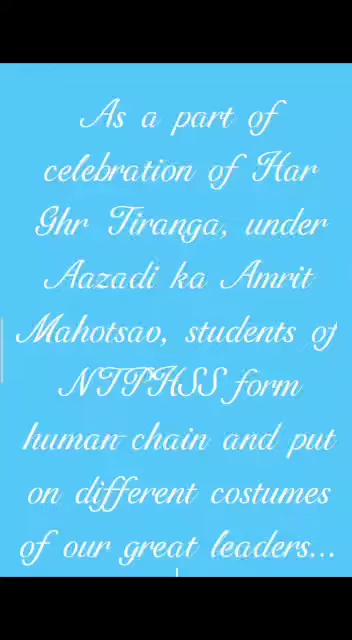 As a part of
celebration of Har
Ghr Tiranga, under
Aazadi ka Amrit
Mahotsav, students of
NTPHSS form
human-chain and put
on different costumes
of our great leaders...